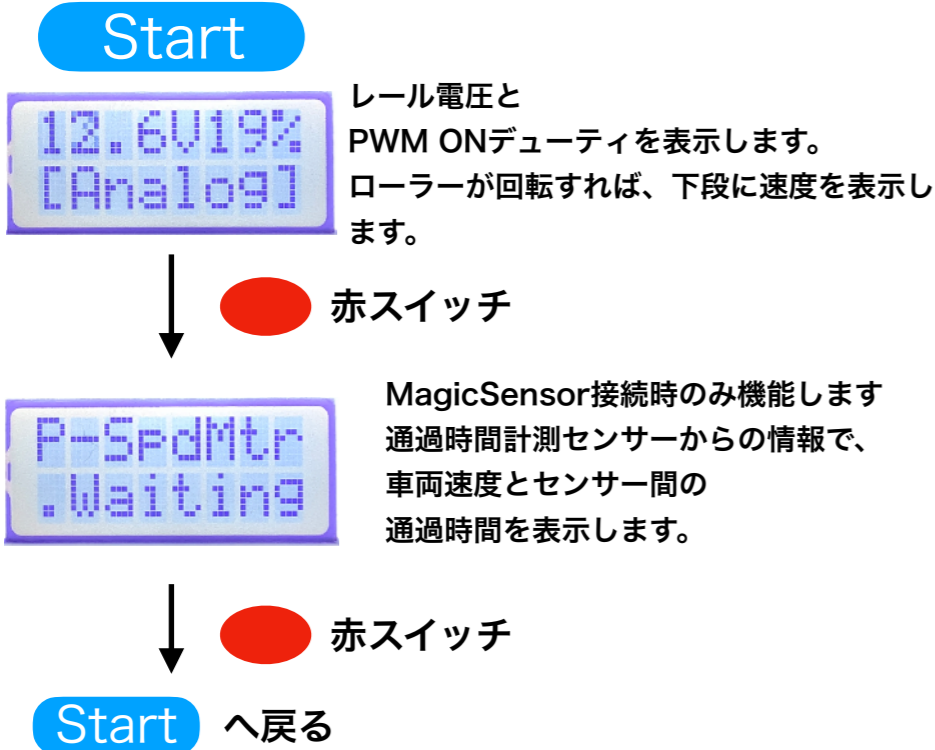 Start
12.6V19%
[Analog]
レール電圧と
PWM ONデューティを表示します。
ローラーが回転すれば、下段に速度を表示し
ます。
赤スイッチ
P-SpdMtr
.Waiting
MagicSensor接続時のみ機能します
通過時間計測センサーからの情報で、
車両速度とセンサー間の
通過時間を表示します。
赤スイッチ
Start へ戻る